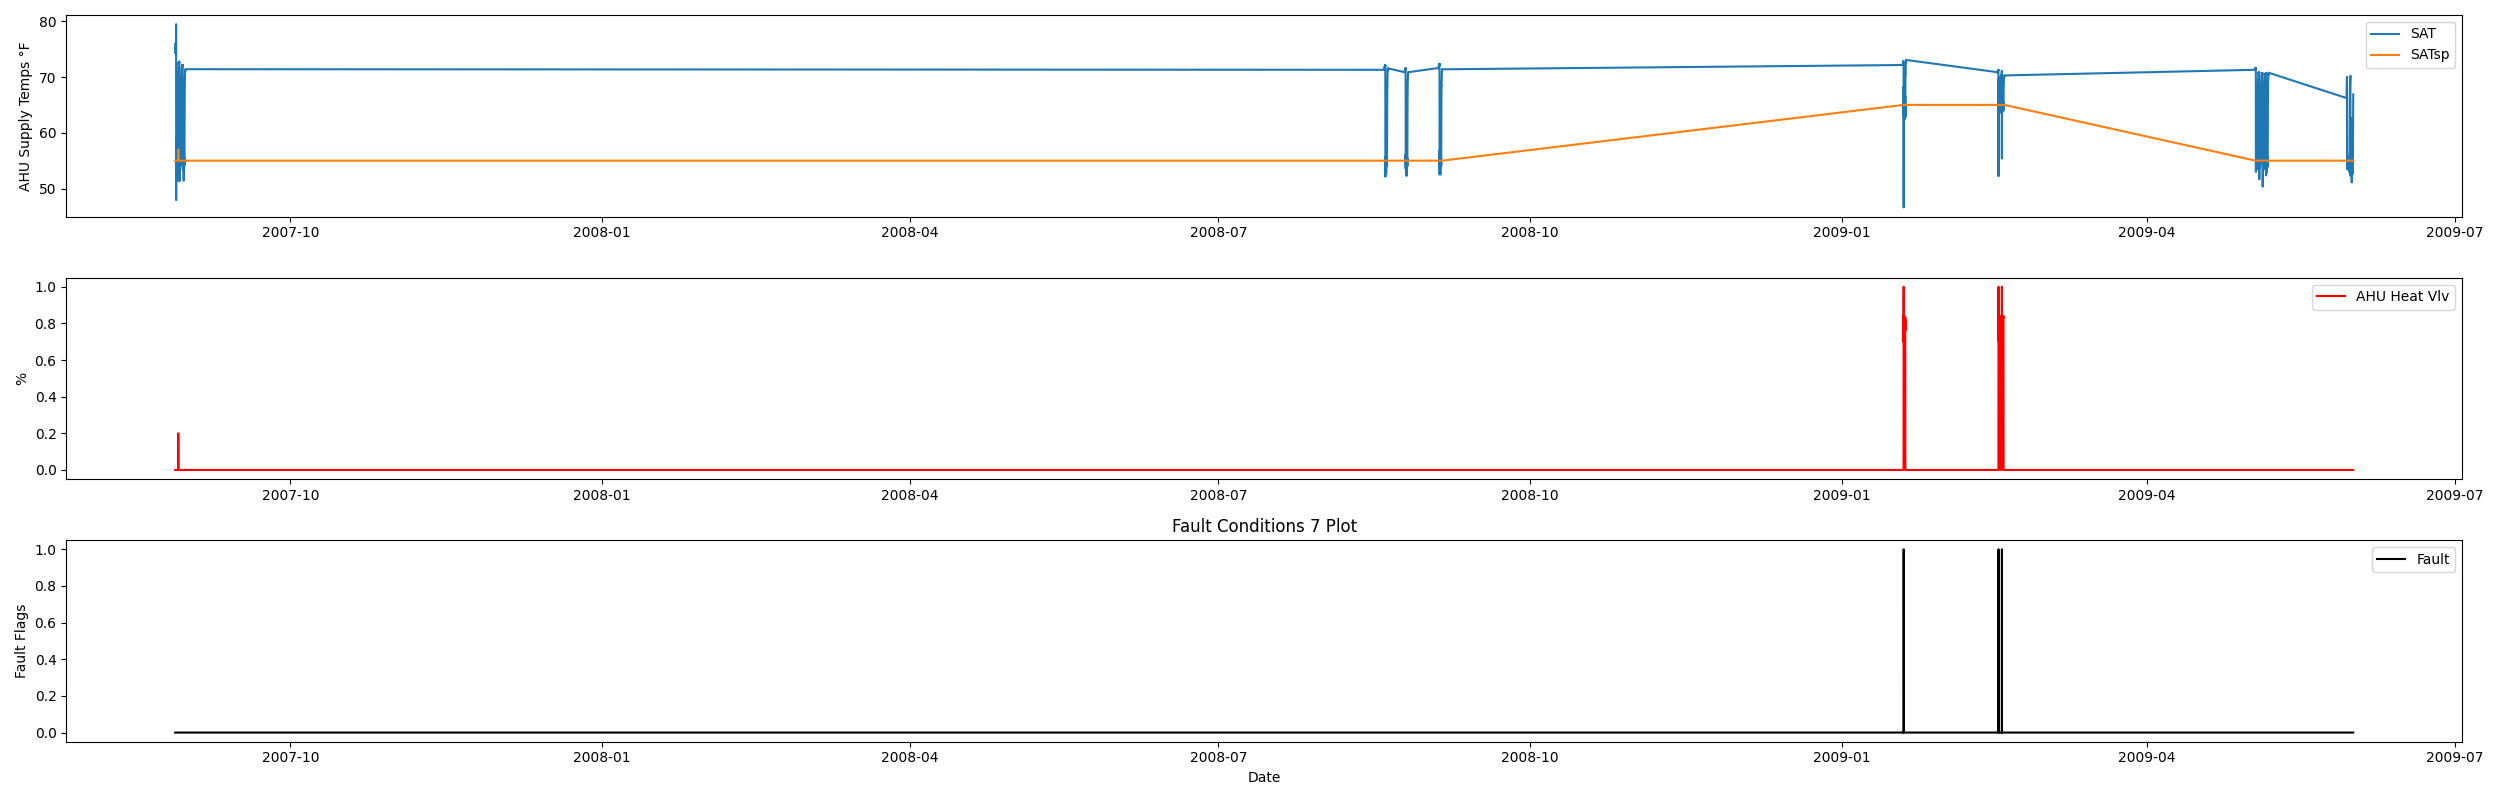 AHU Supply Temps °F
80
70
60
50
SAT
SATsp
2007-10 2008-01 2008-04 2008-07 2008-10 2009-01 2009-04 2009-07
%
1.0
0.8
0.6
0.4
0.2
0.0
AHU Heat Vlv
2007-10 2008-01 2008-04 2008-07 2008-10 2009-01 2009-04 2009-07
Fault Conditions 7 Plot
Fault Flags
1.0
0.8
0.6
0.4
0.2
0.0
Fault
2007-10 2008-01 2008-04 2008-07 2008-10 2009-01 2009-04 2009-07
Date